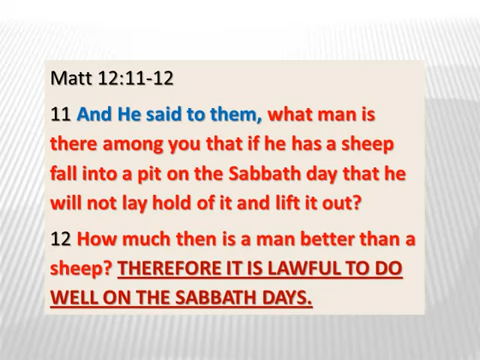 Matt 12:11-12
11 And He said to them, what man is
there among you that if he has a sheep
fall into a pit on the Sabbath day that he
will not lay hold of it and lift it out?
12 How much then is a man better than a
sheep? THEREFORE IT IS LAWFUL TO DO
WELL ON THE SABBATH DAYS.